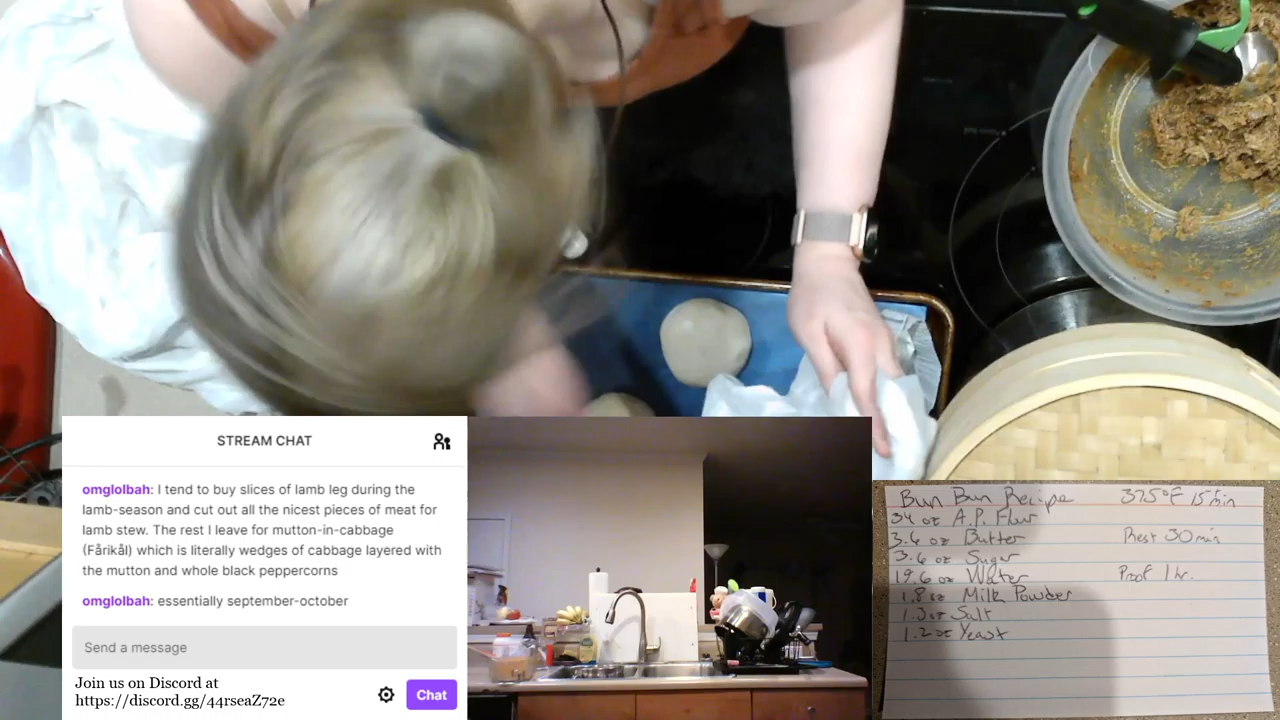 STREAM CHAT
omglolbah: I tend to buy slices of lamb leg during the
lamb-season and cut out all the nicest pieces of meat for
lamb stew. The rest I leave for mutton-in-cabbage
(Fårikål) which is literally wedges of cabbage layered with
the mutton and whole black peppercorns
omglolbah: essentially september-october
Send a message
Join us on Discord at
https://discord.gg/44rseaZ72e
Chat
Bun Bun Recipe 375°F 15 min
34 oz A.P. Flour
3.6 oz Butter Rest 30 min
3.6 oz Sugar
19.6 oz Water Proof 1 hr.
1.8 oz Milk Powder
oz Salt
1.2 oz Yeast